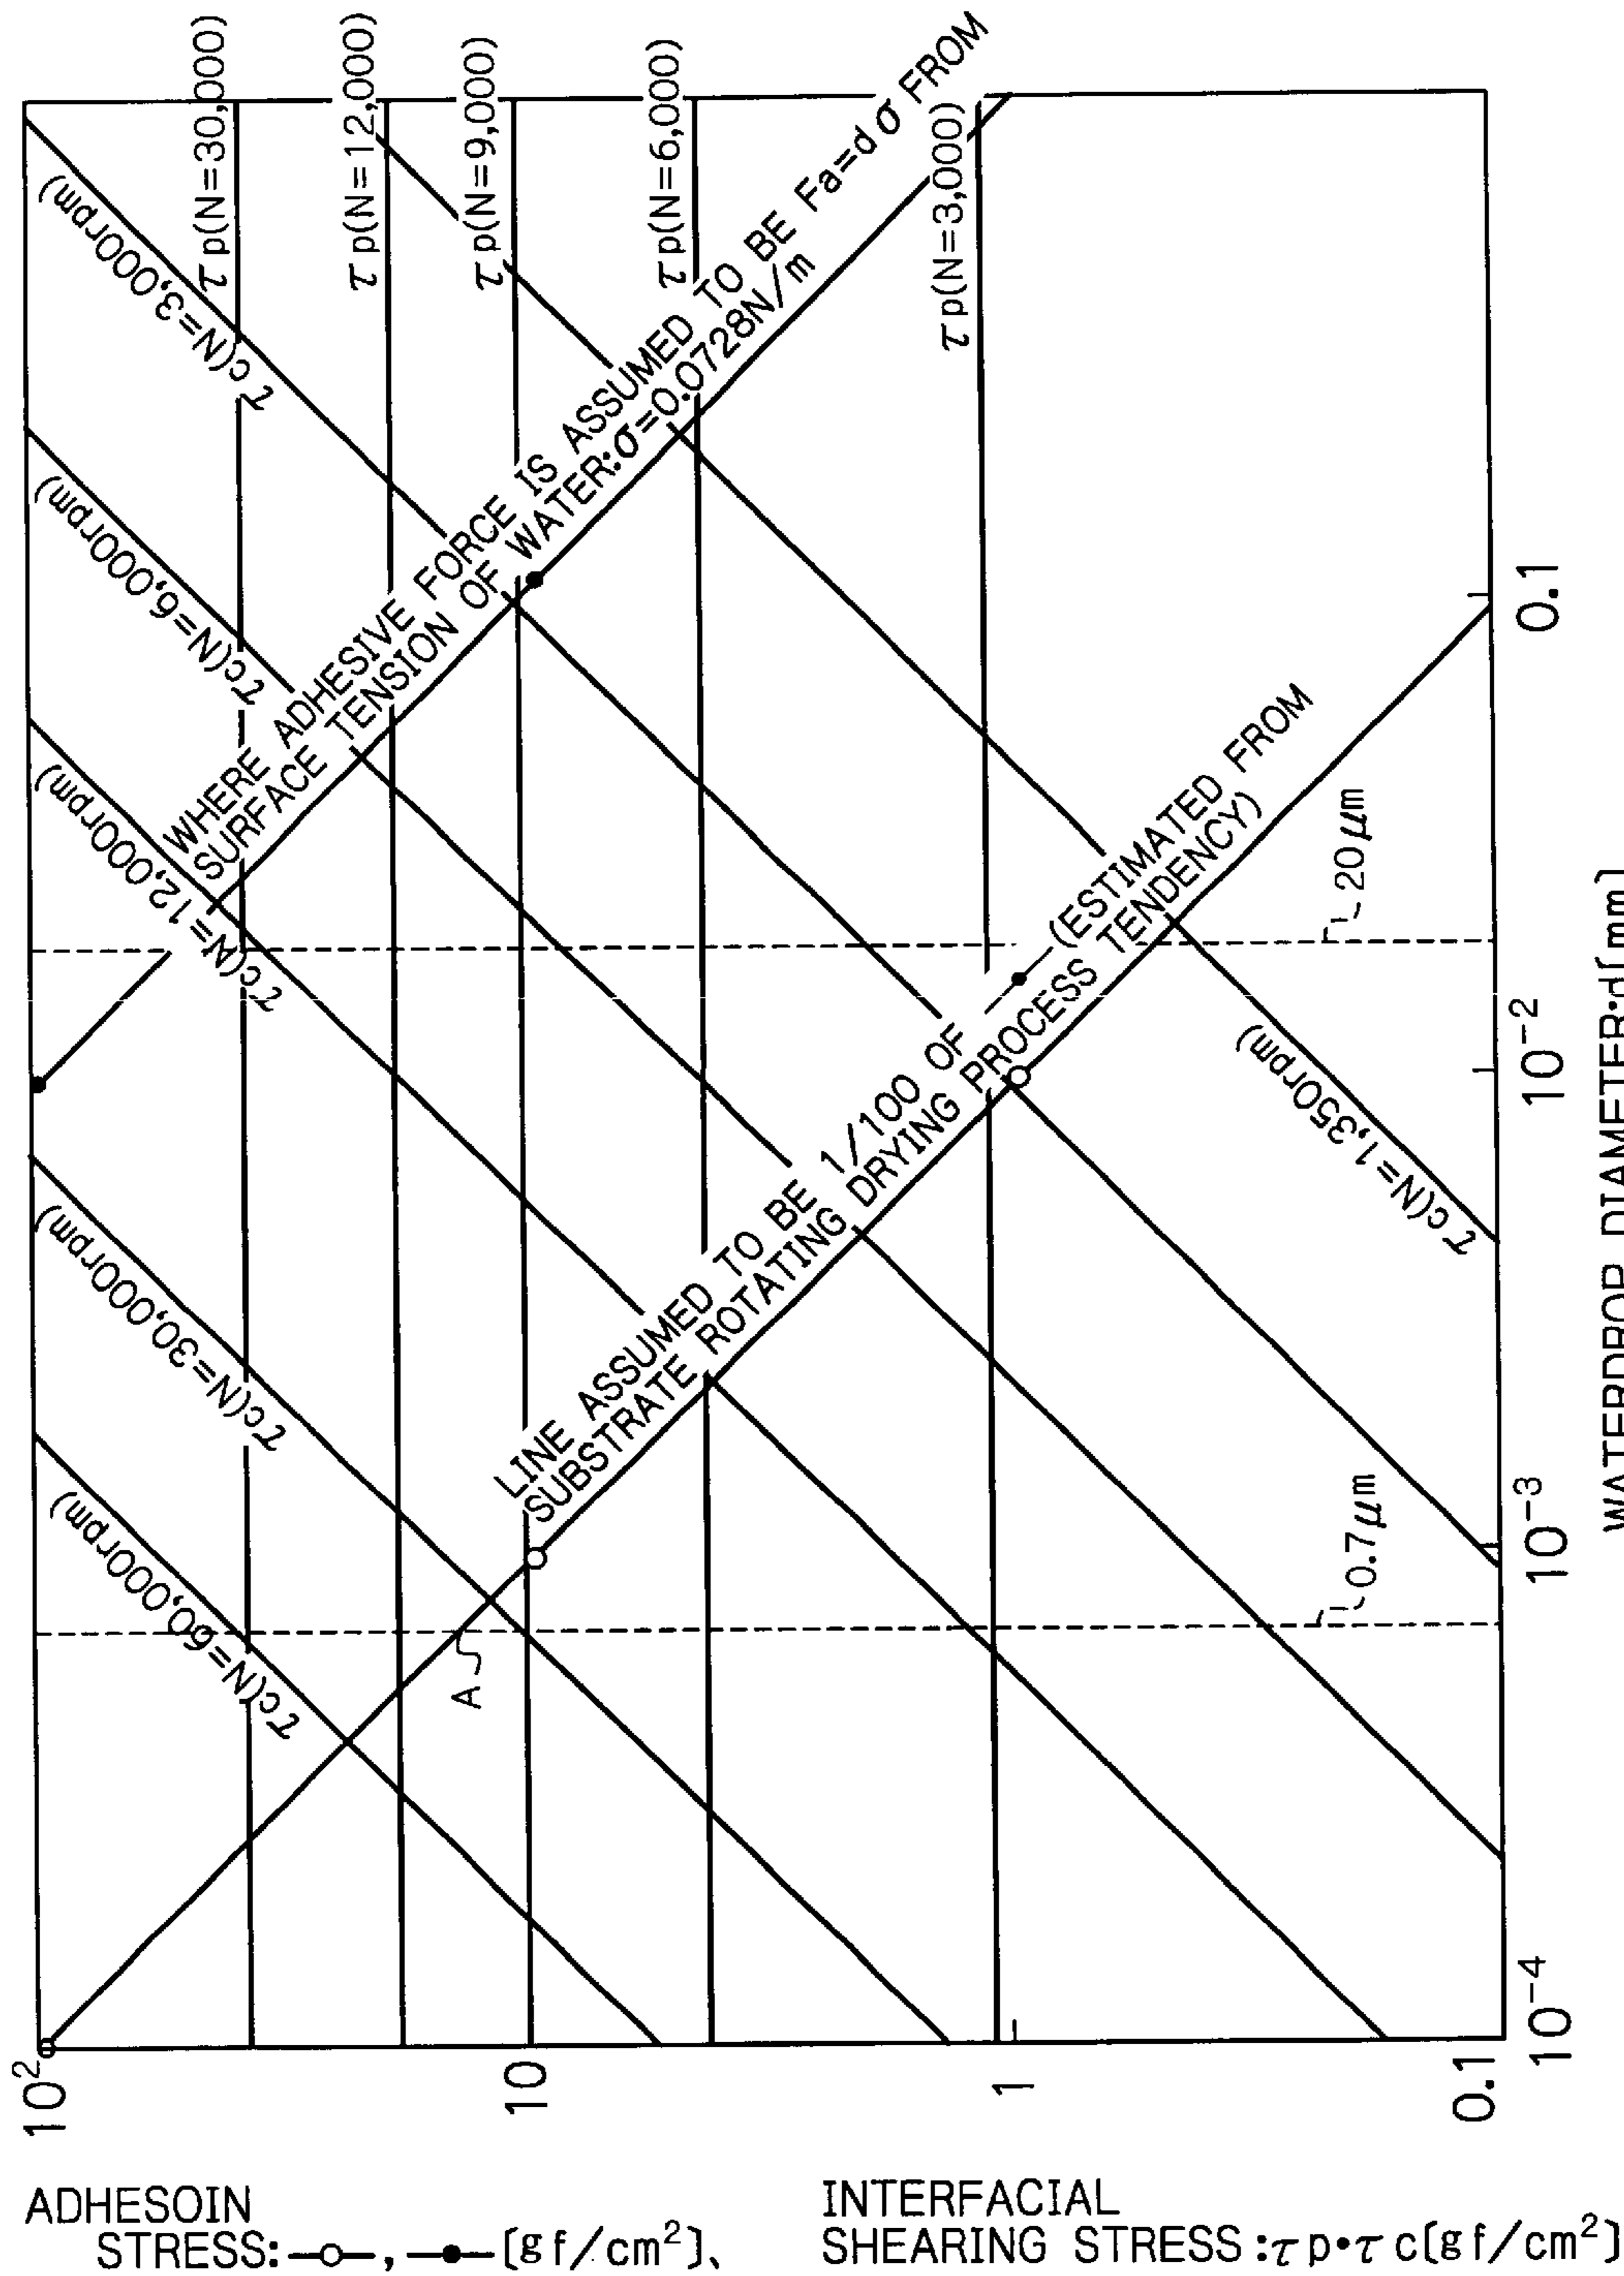 ADHESOIN
STRESS: —○—, —●— [gf/cm²]、
INTERFACIAL
SHEARING STRESS :τp•τc[gf/cm²]
10²
10
1
0.1
10⁻⁴
10⁻³
10⁻²
0.1
τc(N=60,000rpm)
τc(N=30,000rpm)
τc(N=12,000rpm)
τc(N=6,000rpm)
τc(N=3,000rpm)
τc(N=1,350rpm)
τp(N=30,000)
τp(N=12,000)
τp(N=9,000)
τp(N=6,000)
τp(N=3,000)
WHERE ADHESIVE FORCE IS ASSUMED TO BE Fa=dσ FROM
SURFACE TENSION OF WATER:σ=0.0728N/m
LINE ASSUMED TO BE 1/100 OF —●— (ESTIMATED FROM
SUBSTRATE ROTATING DRYING PROCESS TENDENCY)
A
0.7μm
20μm
WATERDROP DIAMETER:d[mm]